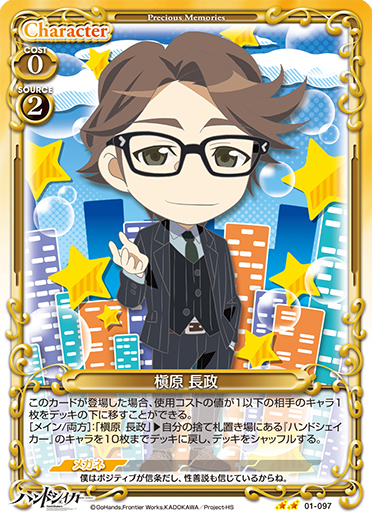 Precious Memories
Character
COST
0
SOURCE
2
槇原 長政
このカードが登場した場合、使用コストの値が1以下の相手のキャラ1
枚をデッキの下に移すことができる。
[メイン/両方]:『槇原 長政』▶自分の捨て札置き場にある『ハンドシェイ
カー』のキャラを10枚までデッキに戻し、デッキをシャッフルする。
メガネ
僕はポジティブが信条だし、性善説も信じているからね。
ハンドシェイカー
©GoHands,Frontier Works,KADOKAWA/Project-HS
01-097